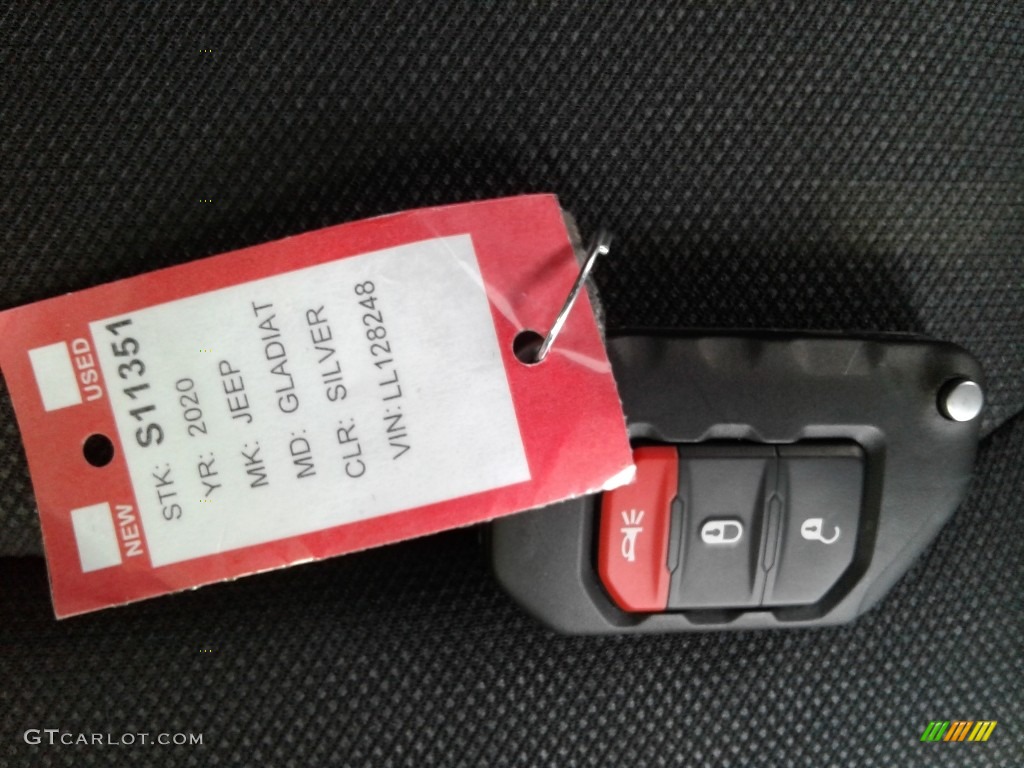 USED
NEW
STK: S11351
YR: 2020
MK: JEEP
MD: GLADIAT
CLR: SILVER
VIN: LL128248
GTCARLOT.COM